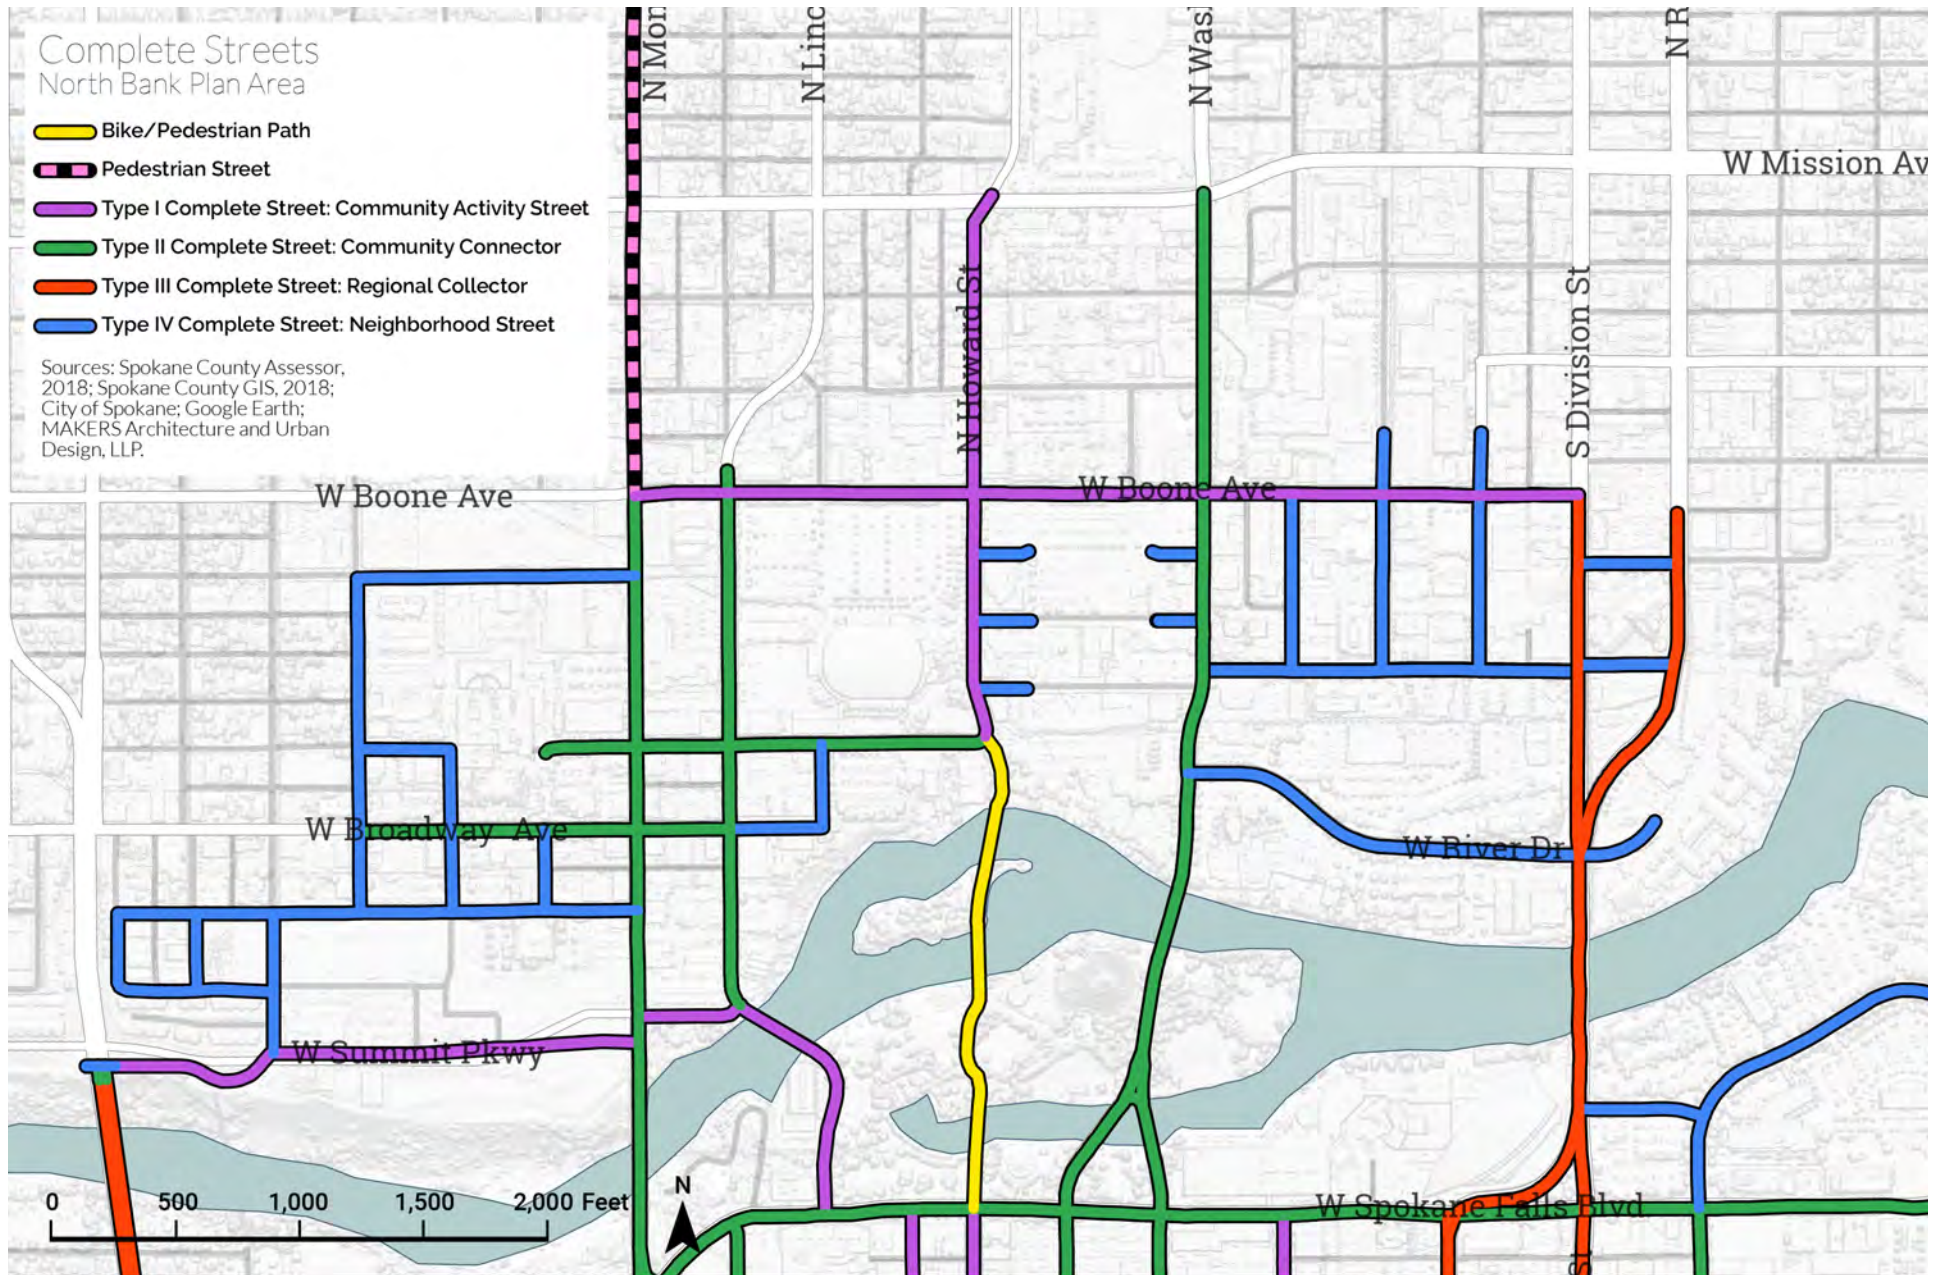 Complete Streets
North Bank Plan Area
Bike/Pedestrian Path
Pedestrian Street
Type I Complete Street: Community Activity Street
Type II Complete Street: Community Connector
Type III Complete Street: Regional Collector
Type IV Complete Street: Neighborhood Street
Sources: Spokane County Assessor,
2018; Spokane County GIS, 2018;
City of Spokane; Google Earth;
MAKERS Architecture and Urban
Design, LLP.
N Mon
N Linc
N Was
N R
W Mission Av
N Howard St
S Division St
W Boone Ave
W Boone Ave
W Broadway Ave
W River Dr
W Summit Pkwy
W Spokane Falls Blvd
St
N
0 500 1,000 1,500 2,000 Feet